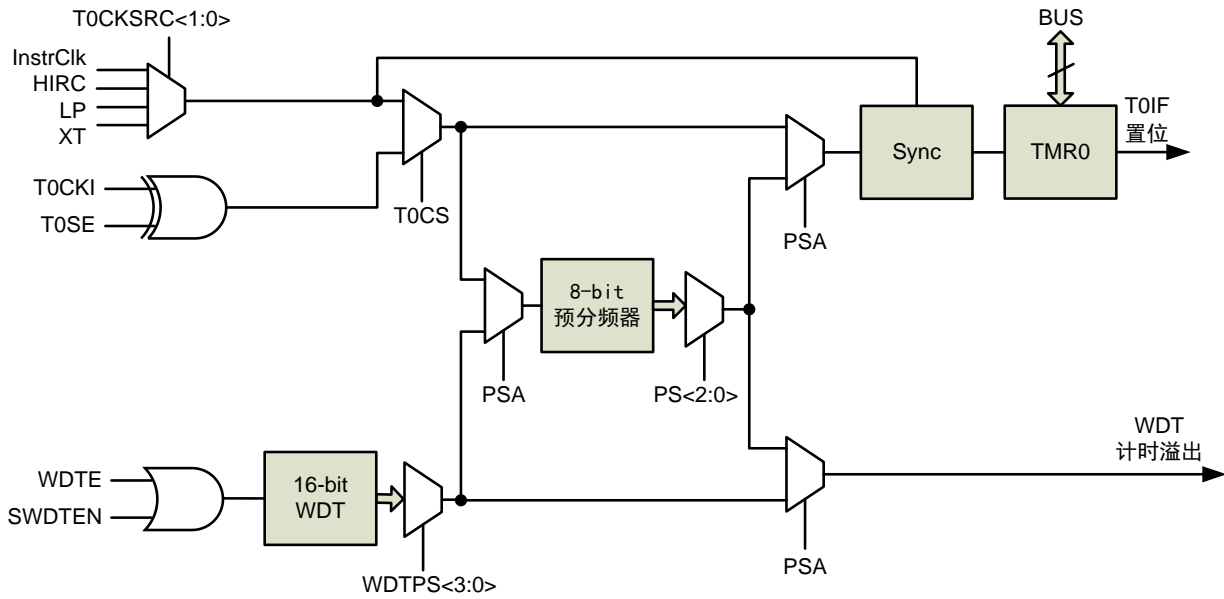 T0CKSRC<1:0>
BUS
InstrClk
HIRC
LP
XT
T0IF
置位
Sync
TMR0
T0CKI
T0SE
T0CS
PSA
8-bit
预分频器
PSA
PS<2:0>
WDT
计时溢出
WDTE
SWDTEN
16-bit
WDT
PSA
WDTPS<3:0>